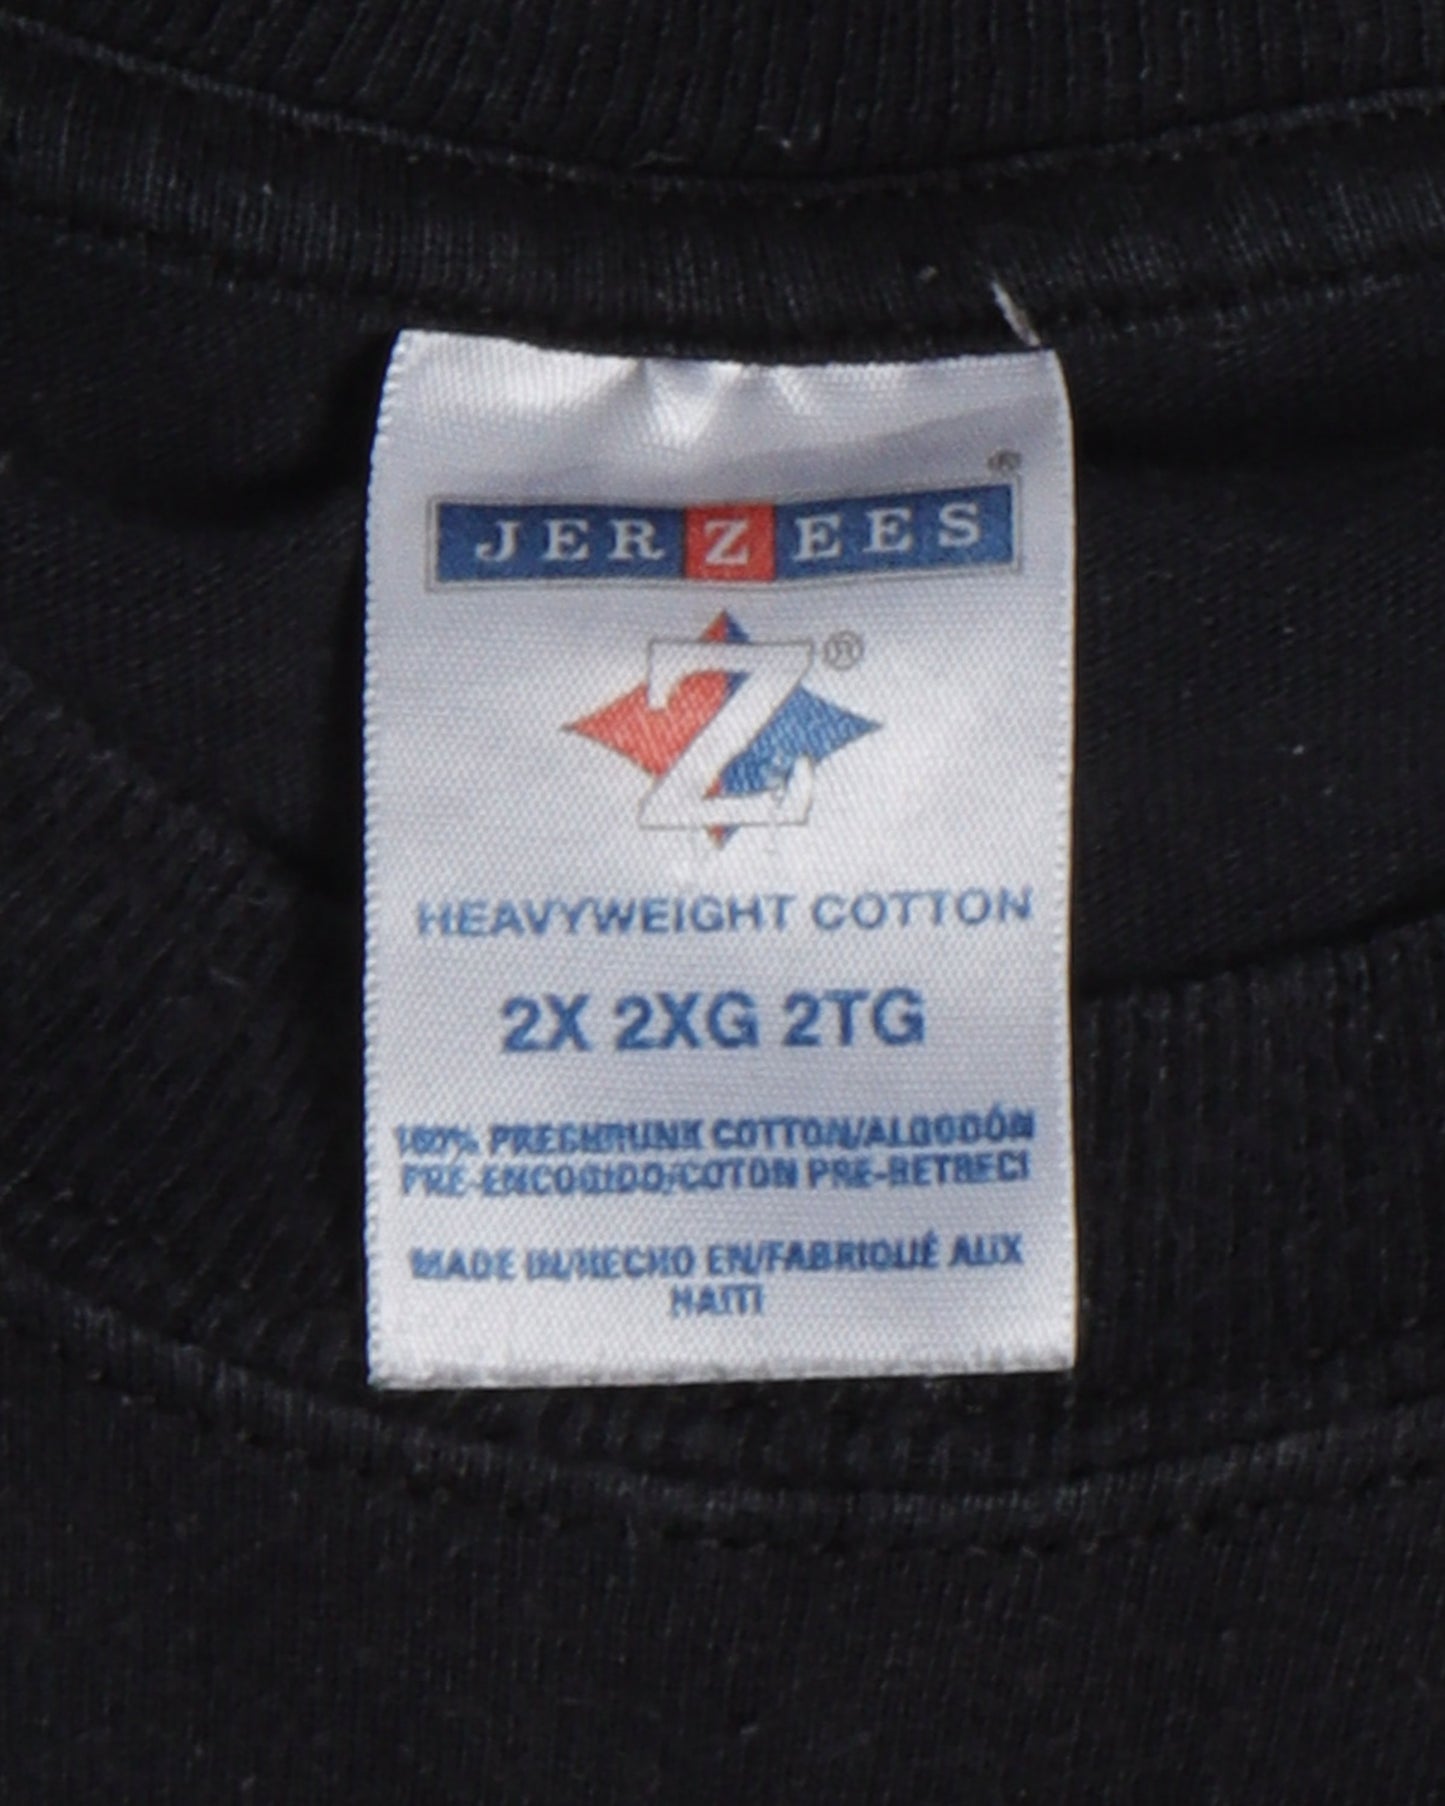 JERZEES ®
Z ®
HEAVYWEIGHT COTTON
2X 2XG 2TG
100% PRESHRUNK COTTON/ALGODÓN
PRE-ENCOGIDO/COTON PRÉ-RETRECI
MADE IN/HECHO EN/FABRIQUÉ AUX
HAITI